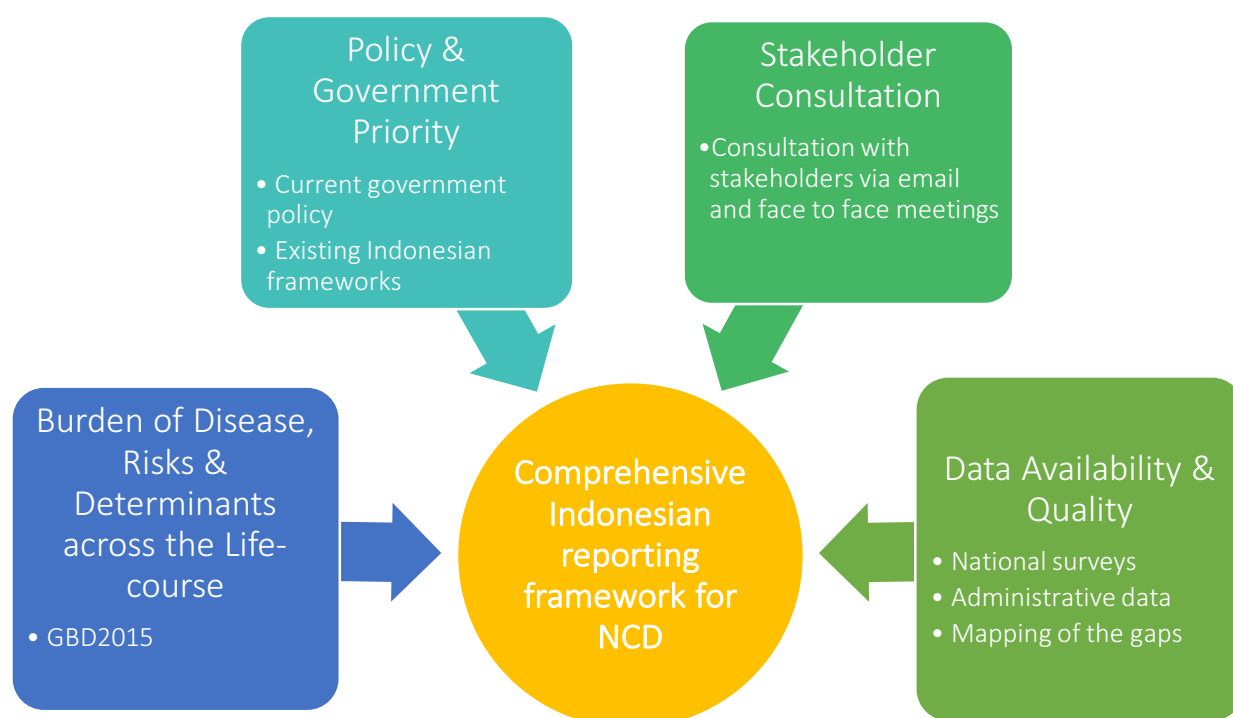 Policy &
Government
Priority
• Current government
policy
• Existing Indonesian
frameworks
Stakeholder
Consultation
•Consultation with
stakeholders via email
and face to face meetings
Burden of Disease,
Risks &
Determinants
across the Life-
course
• GBD2015
Comprehensive
Indonesian
reporting
framework for
NCD
Data Availability &
Quality
• National surveys
• Administrative data
• Mapping of the gaps